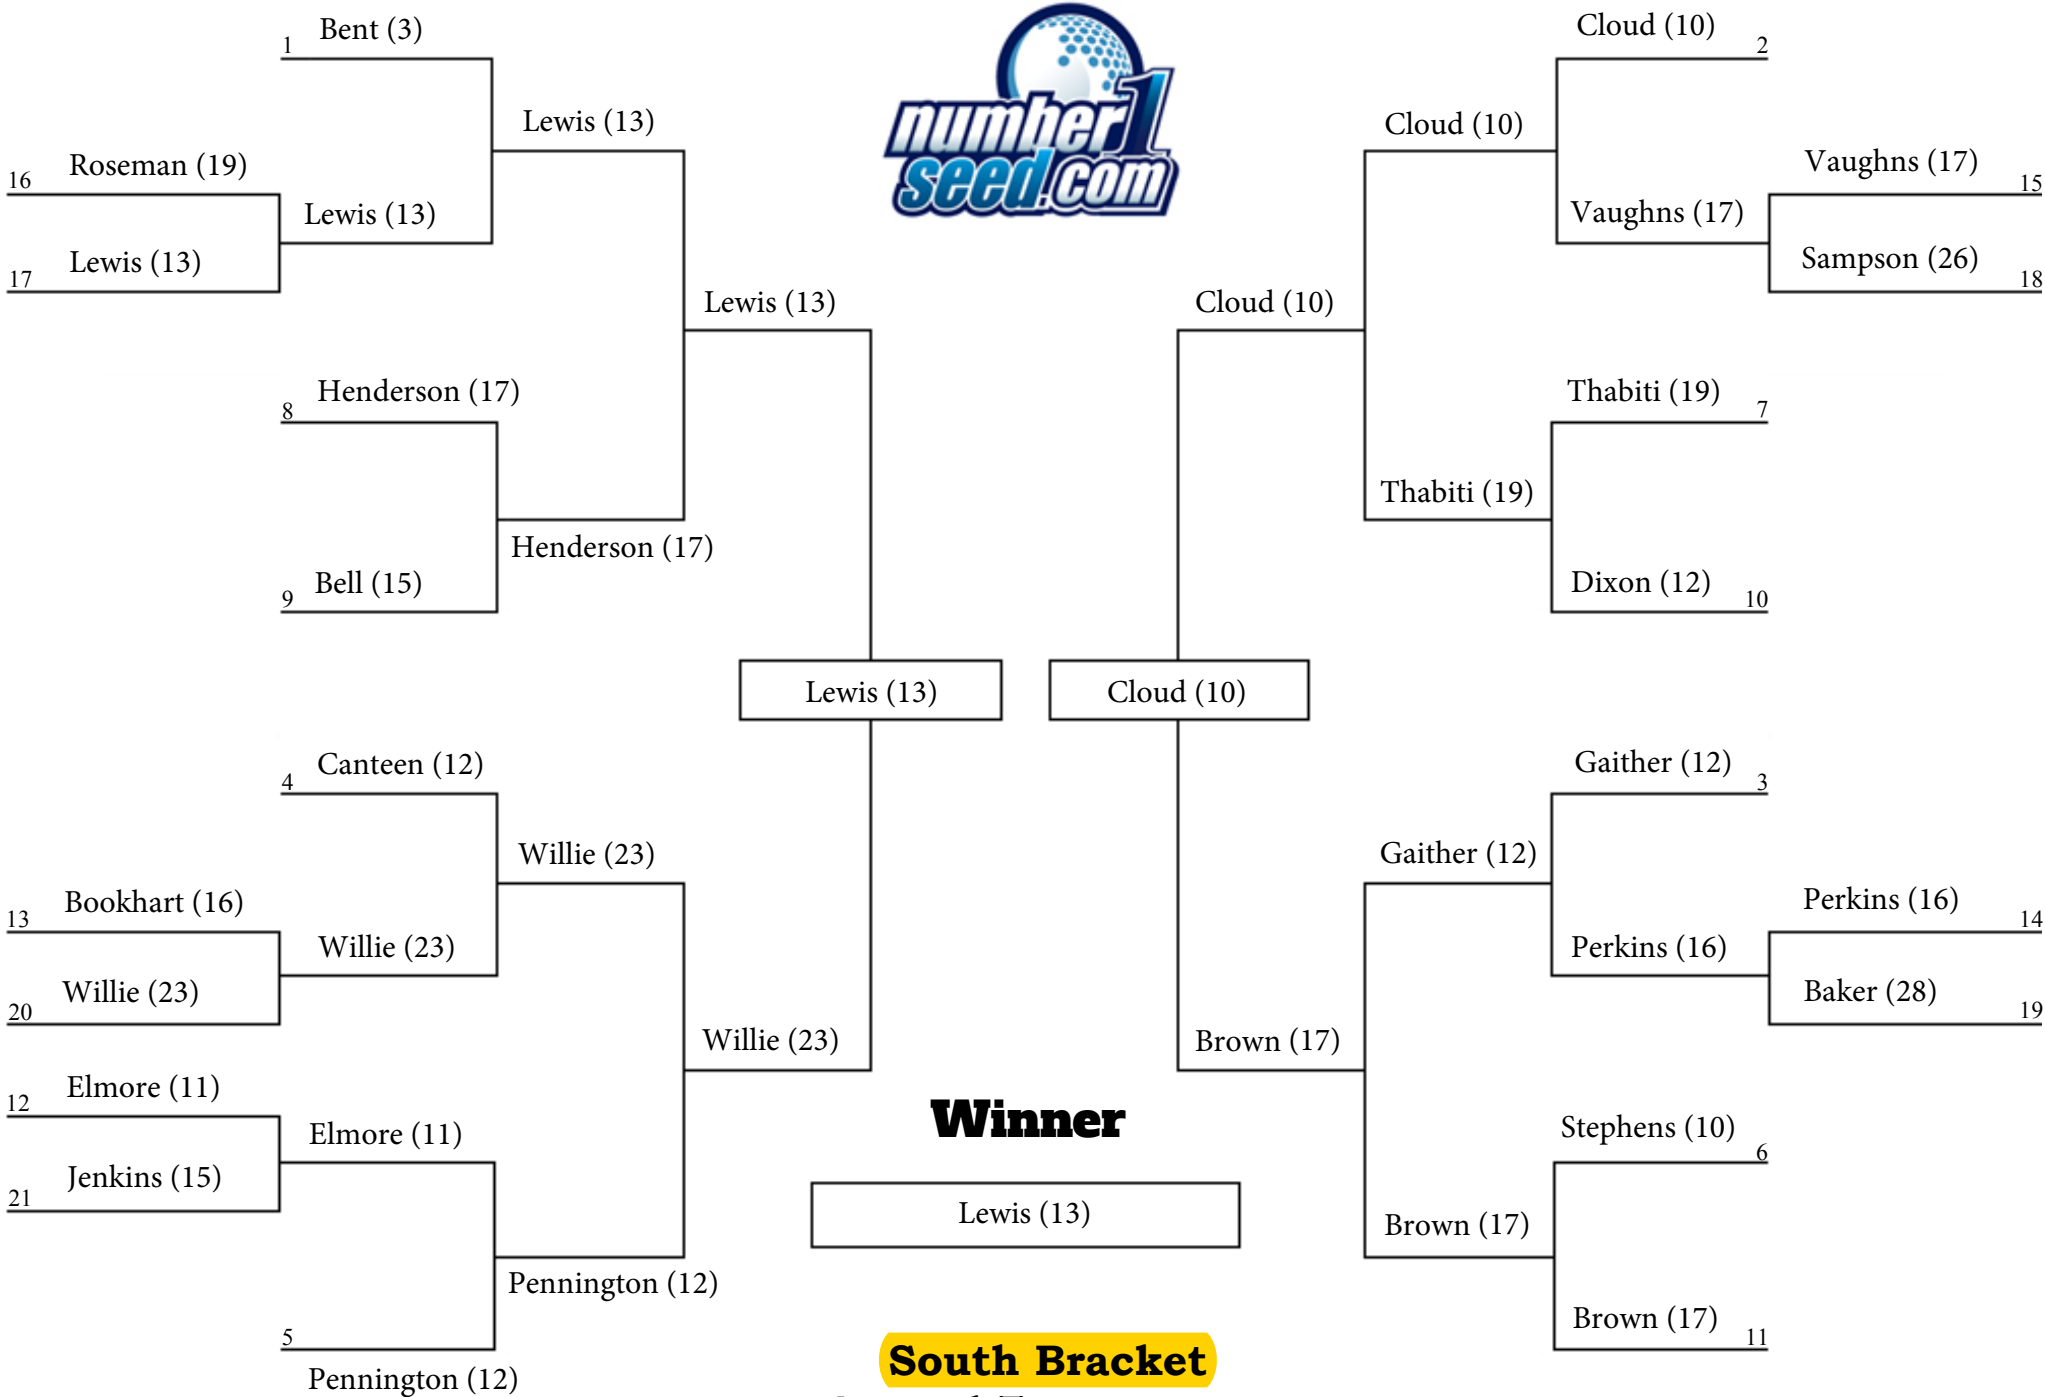 Bent (3)
1
Cloud (10)
2
number1
seed.com
Lewis (13)
Cloud (10)
Roseman (19)
16
Vaughns (17)
15
Lewis (13)
Vaughns (17)
Lewis (13)
17
Sampson (26)
18
Lewis (13)
Cloud (10)
Henderson (17)
8
Thabiti (19)
7
Thabiti (19)
Henderson (17)
Bell (15)
9
Dixon (12)
10
Lewis (13)
Cloud (10)
Canteen (12)
4
Gaither (12)
3
Willie (23)
Gaither (12)
Bookhart (16)
13
Perkins (16)
14
Willie (23)
Perkins (16)
Willie (23)
20
Baker (28)
19
Willie (23)
Brown (17)
Elmore (11)
12
Winner
Elmore (11)
Stephens (10)
6
Jenkins (15)
21
Lewis (13)
Brown (17)
Pennington (12)
5
Brown (17)
11
South Bracket
Pennington (12)